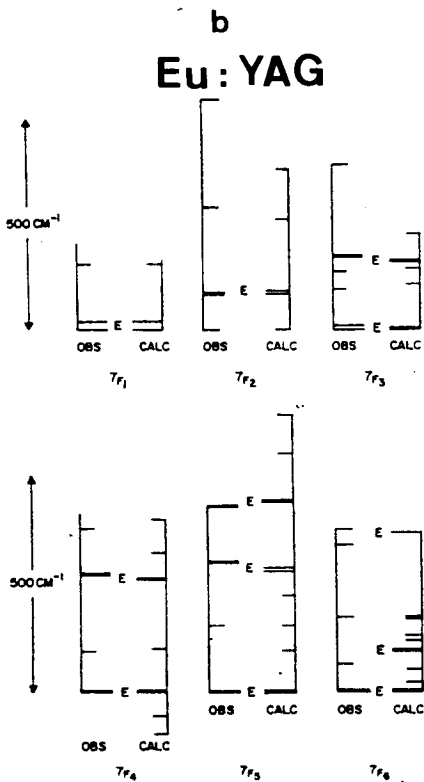 b
Eu : YAG
500 CM⁻¹
E
E
E
E
OBS CALC
OBS CALC
OBS CALC
7F1
7F2
7F3
500 CM⁻¹
E
E
E
E
E
E
E
E
OBS CALC
OBS CALC
OBS CALC
7F4
7F5
7F6